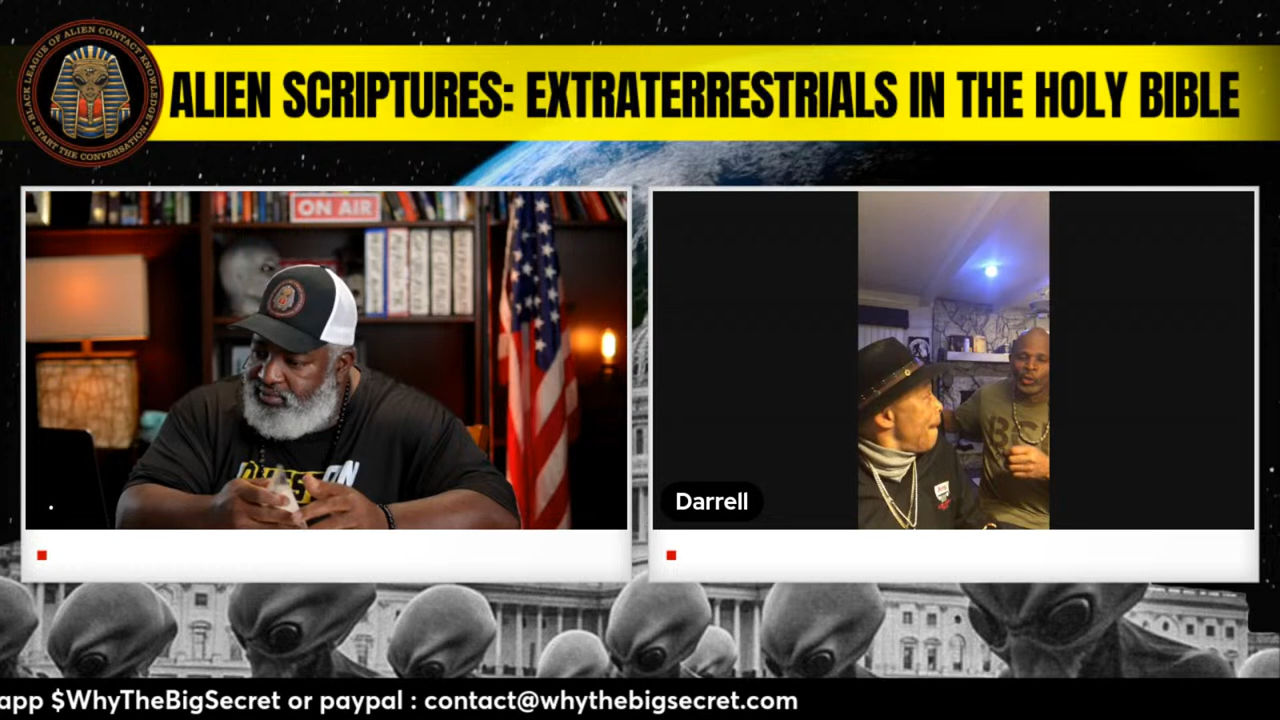 BLACK LEAGUE OF ALIEN CONTACT KNOWLEDGE
START THE CONVERSATION
ALIEN SCRIPTURES: EXTRATERRESTRIALS IN THE HOLY BIBLE
ON AIR
Darrell
app $WhyTheBigSecret or paypal : contact@whythebigsecret.com